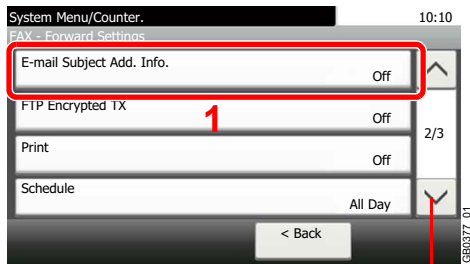 System Menu/Counter.
10:10
FAX - Forward Settings
E-mail Subject Add. Info.
Off
FTP Encrypted TX
Off
1
2/3
Print
Off
Schedule
All Day
< Back
GB0377_01